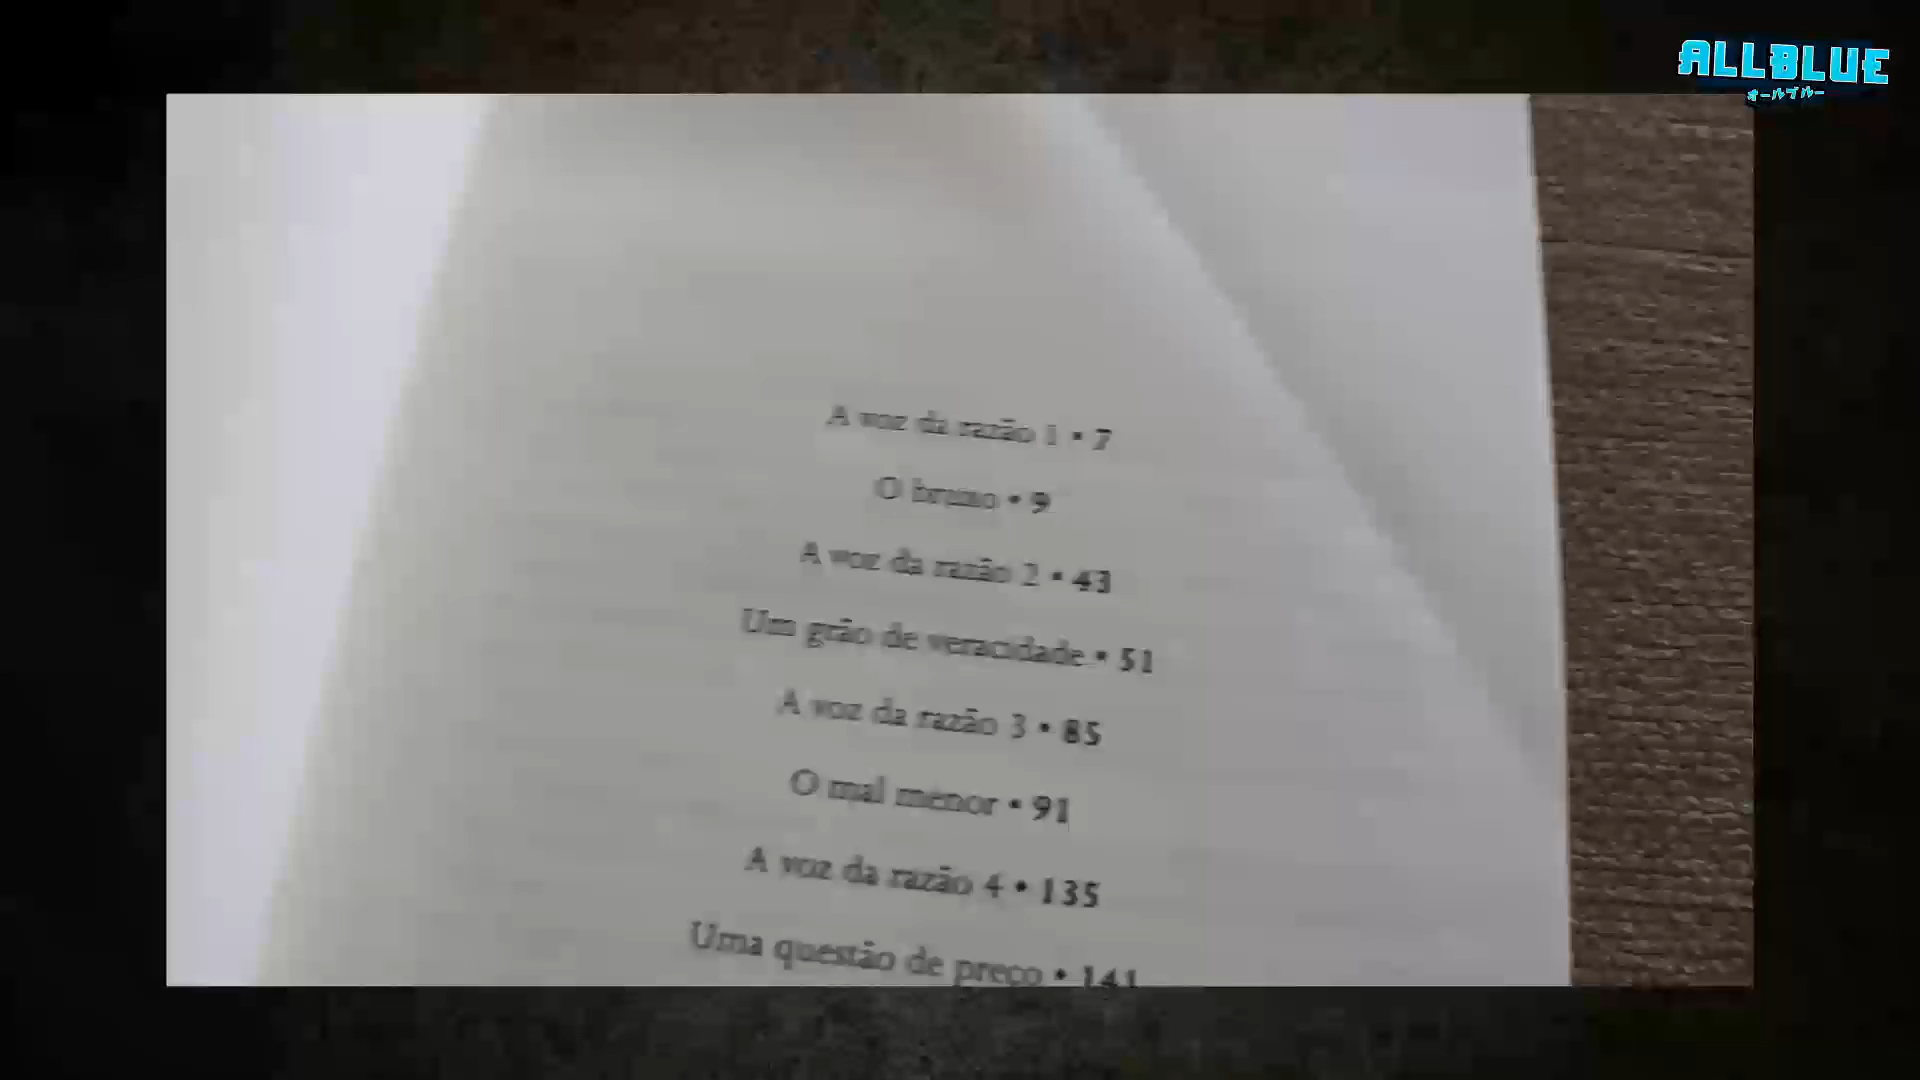 ALLBLUE
オールブルー
A voz da razão 1 • 7
O bruxo • 9
A voz da razão 2 • 43
Um grão de veracidade • 51
A voz da razão 3 • 85
O mal menor • 91
A voz da razão 4 • 135
Uma questão de preço • 141